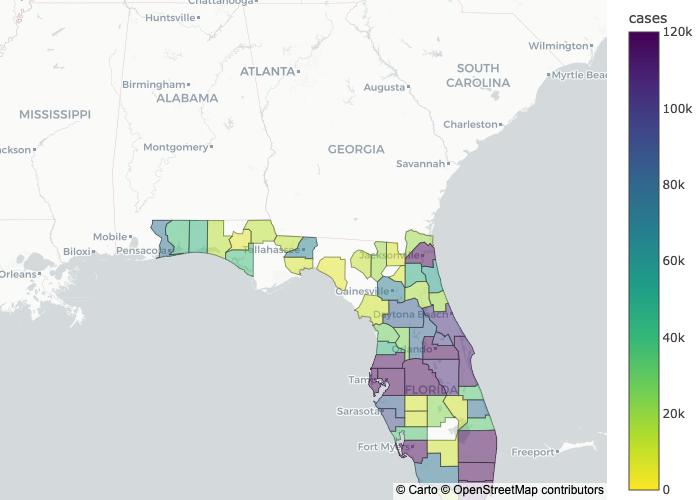 Chattanooga
Huntsville
cases
120k
Wilmington
ATLANTA
SOUTH
CAROLINA
Myrtle Beac
Birmingham
ALABAMA
Augusta
100k
MISSISSIPPI
Charleston
ckson
Montgomery
GEORGIA
Savannah
80k
Mobile
Pensacola
Tallahassee
Biloxi
Jacksonville
Orleans
60k
Gainesville
Daytona Beach
40k
Orlando
Tampa
FLORIDA
Sarasota
20k
Fort Myers
Freeport
0
© Carto © OpenStreetMap contributors